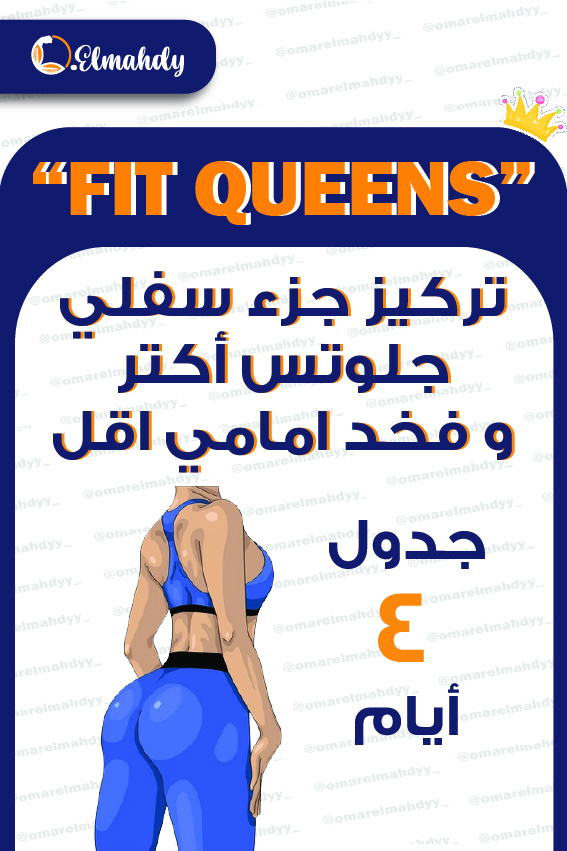 O.Elmahdy
“FIT QUEENS”
تركيز جزء سفلي
جلوتس أكتر
و فخد امامي اقل
جدول
٤
أيام
@omarelmahdyy_